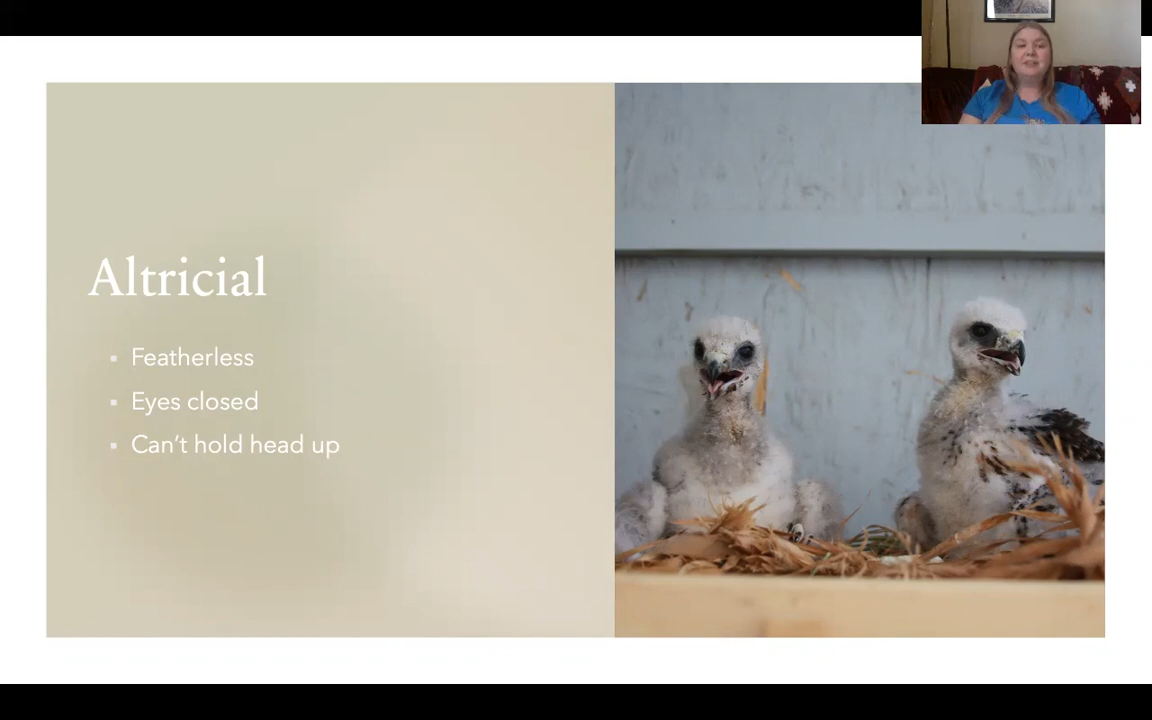 Altricial
Featherless
Eyes closed
Can't hold head up